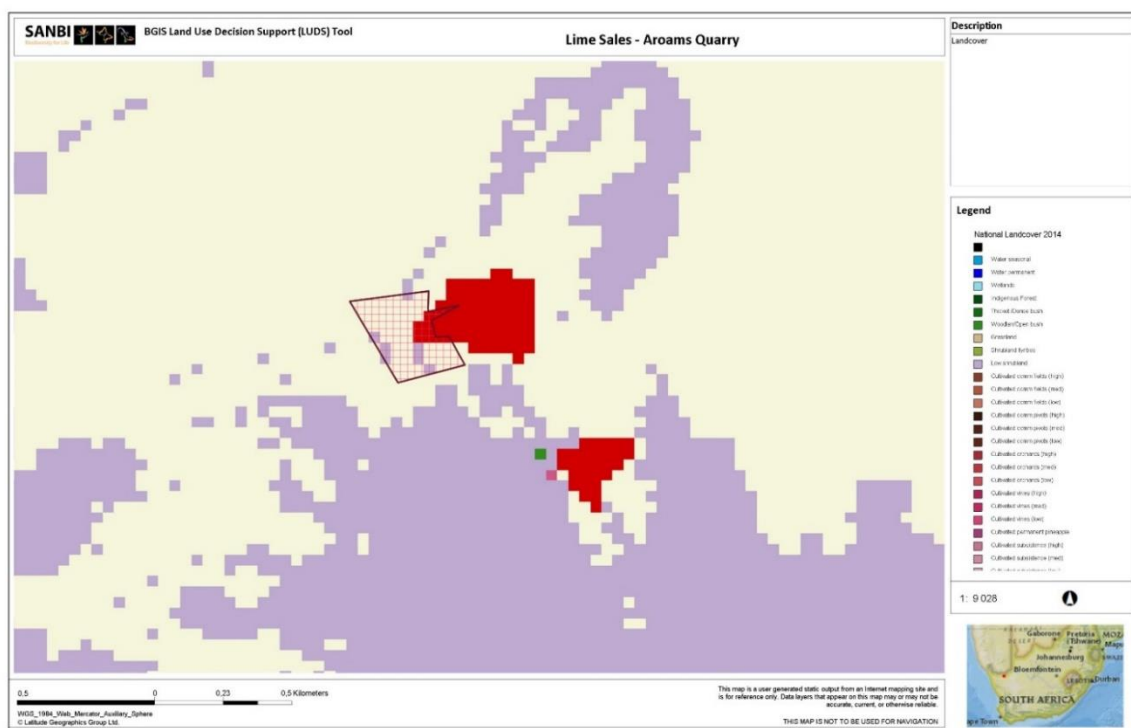 SANBI
BGIS Land Use Decision Support (LUDS) Tool
Lime Sales - Aroams Quarry
Description
Landcover
Legend
National Landcover 2014
Water seasonal
Water permanent
Wetlands
Indigenous Forest
Thicket /Dense bush
Woodlan/Open bush
Grassland
Shrubland fynbos
Low shrubland
Cultivated comm fields (high)
Cultivated comm fields (med)
Cultivated comm fields (low)
Cultivated comm pivots (high)
Cultivated comm pivots (med)
Cultivated comm pivots (low)
Cultivated orchards (high)
Cultivated orchards (med)
Cultivated orchards (low)
Cultivated vines (high)
Cultivated vines (med)
Cultivated vines (low)
Cultivated permanent pineapple
Cultivated subsistence (high)
Cultivated subsistence (med)
1: 9 028
Gaborone
Pretoria
(Tshwane)
MOZ
Maputo
Johannesburg
SWAZI
Bloemfontein
LESOTHO
Durban
SOUTH AFRICA
ape Town
0,5 0 0,23 0,5 Kilometers
WGS_1984_Web_Mercator_Auxiliary_Sphere
© Latitude Geographics Group Ltd.
This map is a user generated static output from an Internet mapping site and
is for reference only. Data layers that appear on this map may or may not be
accurate, current, or otherwise reliable.
THIS MAP IS NOT TO BE USED FOR NAVIGATION